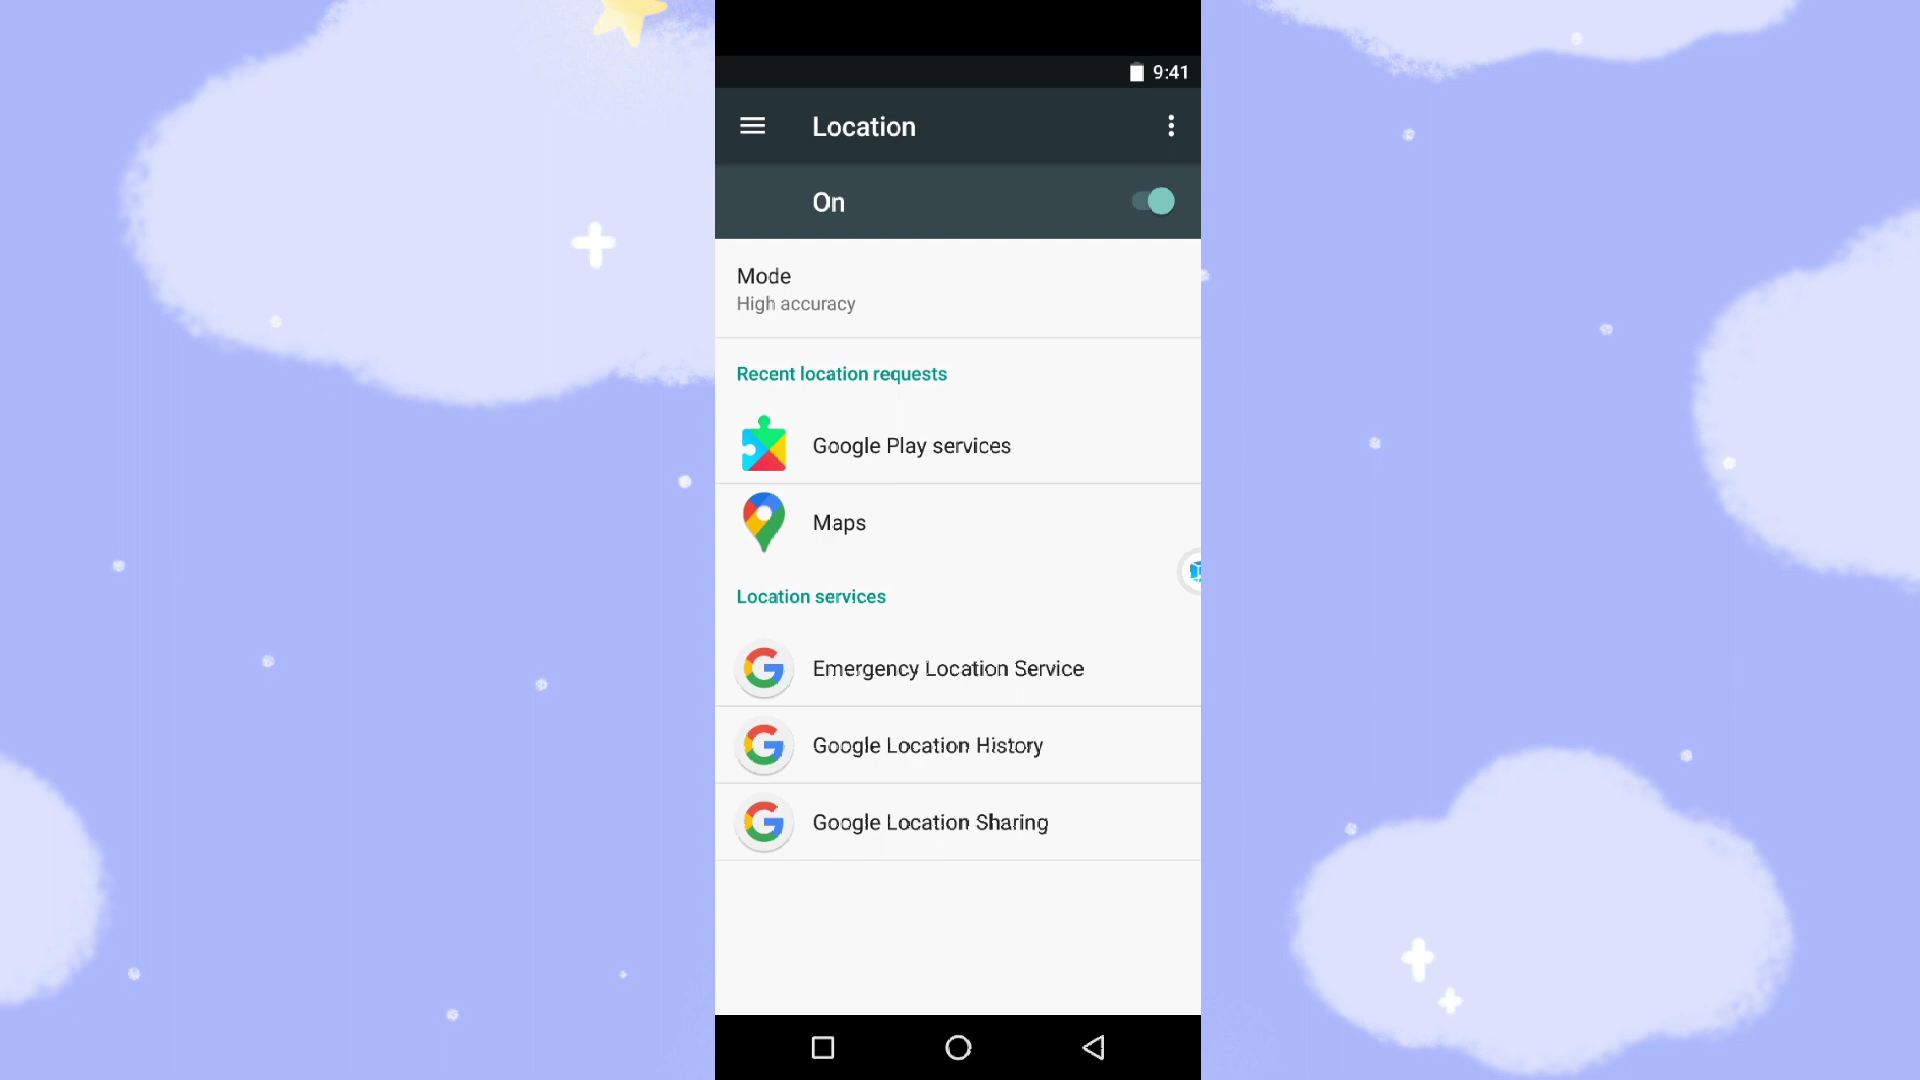 9:41
Location
On
Mode
High accuracy
Recent location requests
Google Play services
Maps
Location services
Emergency Location Service
Google Location History
Google Location Sharing